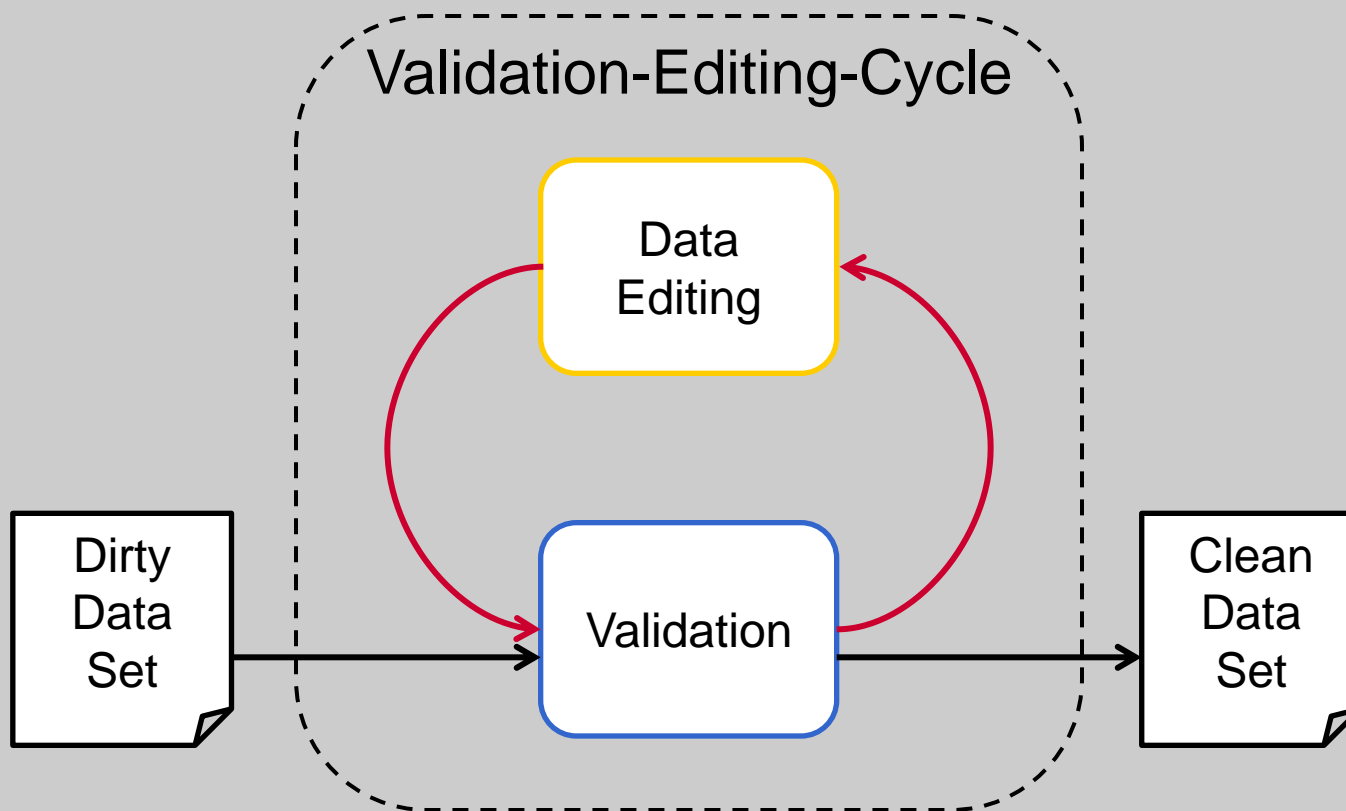 Validation-Editing-Cycle
Data
Editing
Dirty
Data
Set
Validation
Clean
Data
Set